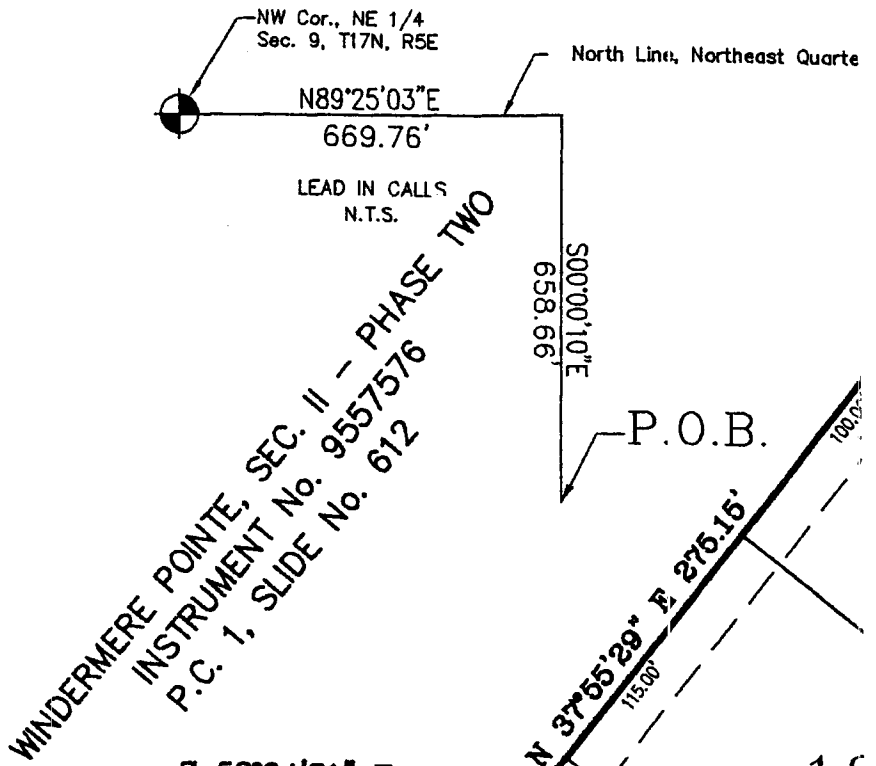 NW Cor., NE 1/4
Sec. 9, T17N, R5E
North Line, Northeast Quarte
N89°25'03"E
669.76'
LEAD IN CALLS
N.T.S.
S00°00'10"E
658.66'
P.O.B.
WINDERMERE POINTE, SEC. II - PHASE TWO
INSTRUMENT No. 9557576
P.C. 1, SLIDE No. 612
N 37°55'29" E 275.15'
115.00'
100.0